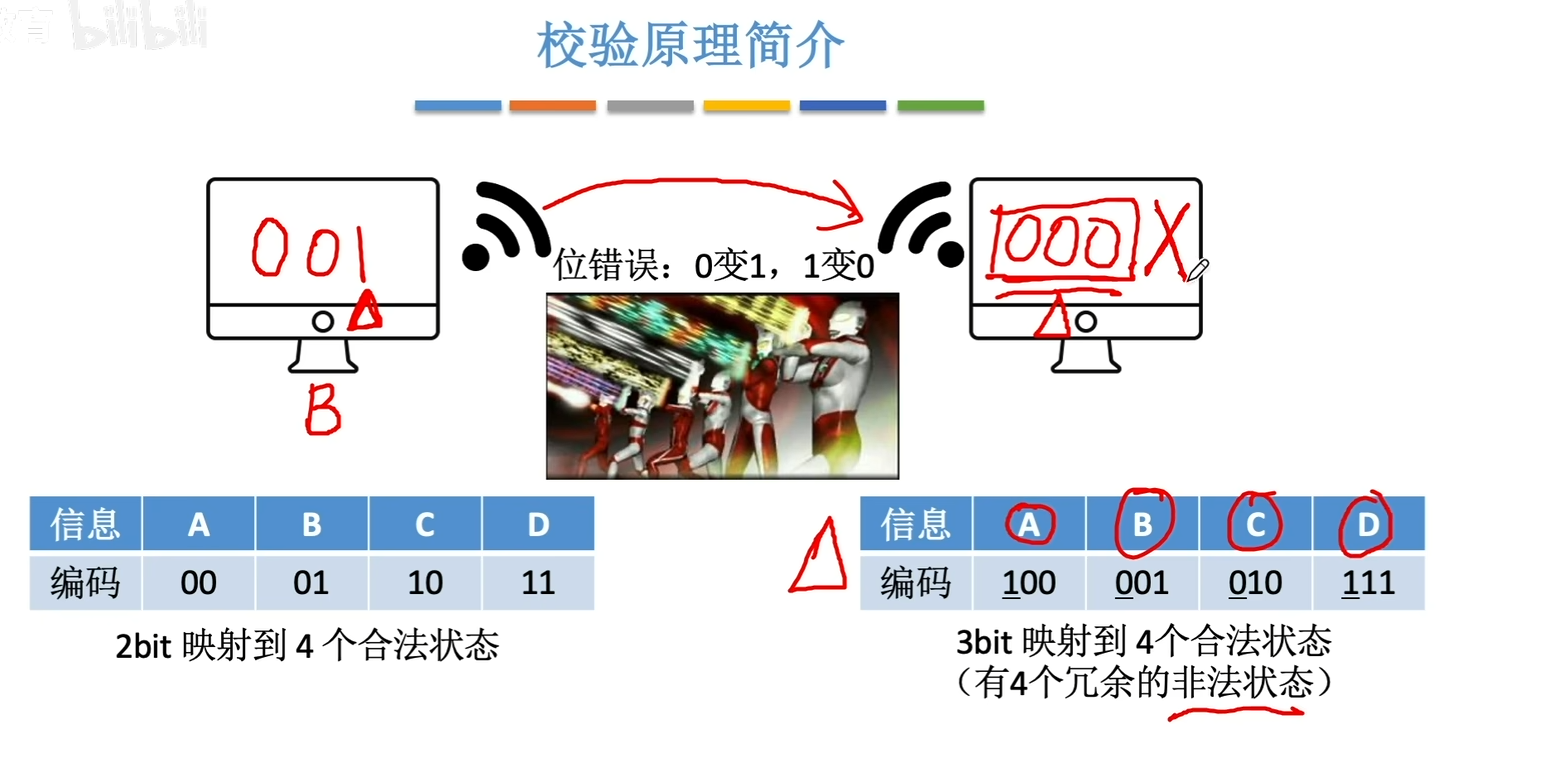 教育 bilibili
校验原理简介
001
位错误：0变1，1变0
000 X
B
信息 A B C D
编码 00 01 10 11
2bit 映射到 4 个合法状态
信息 A B C D
编码 100 001 010 111
3bit 映射到 4个合法状态
（有4个冗余的非法状态）